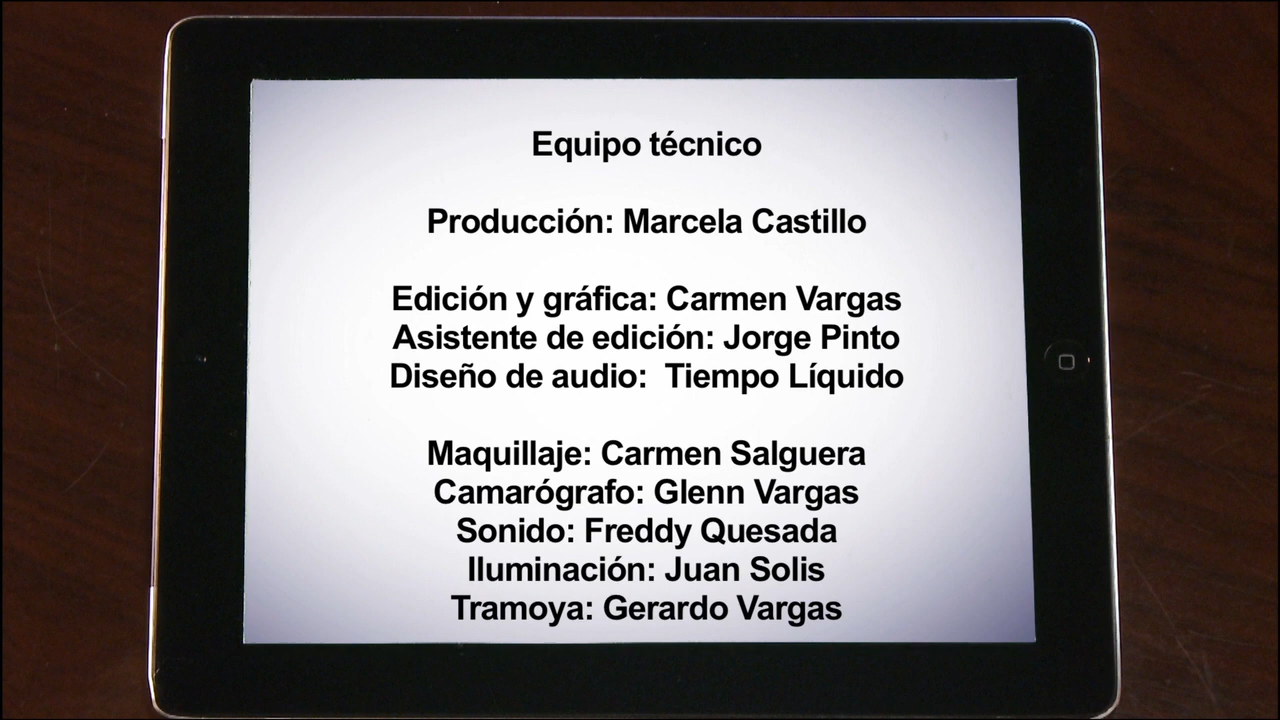 Equipo técnico
Producción: Marcela Castillo
Edición y gráfica: Carmen Vargas
Asistente de edición: Jorge Pinto
Diseño de audio:  Tiempo Líquido
Maquillaje: Carmen Salguera
Camarógrafo: Glenn Vargas
Sonido: Freddy Quesada
Iluminación: Juan Solis
Tramoya: Gerardo Vargas